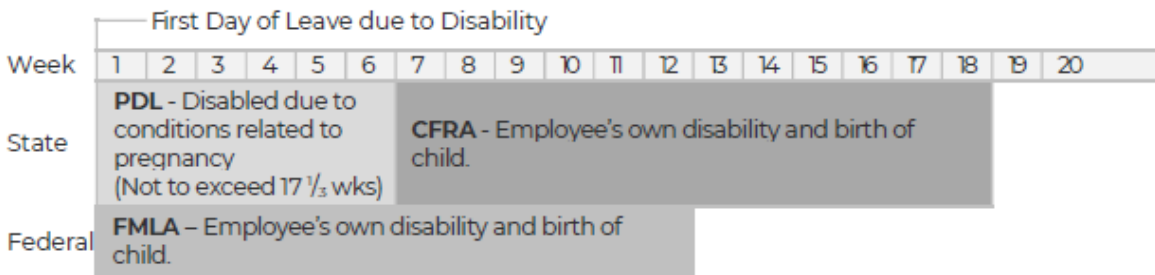 First Day of Leave due to Disability
Week 1 2 3 4 5 6 7 8 9 10 11 12 13 14 15 16 17 18 19 20
State
PDL - Disabled due to
conditions related to
pregnancy
(Not to exceed 17 ¹/₃ wks)
CFRA - Employee's own disability and birth of
child.
Federal
FMLA – Employee's own disability and birth of
child.